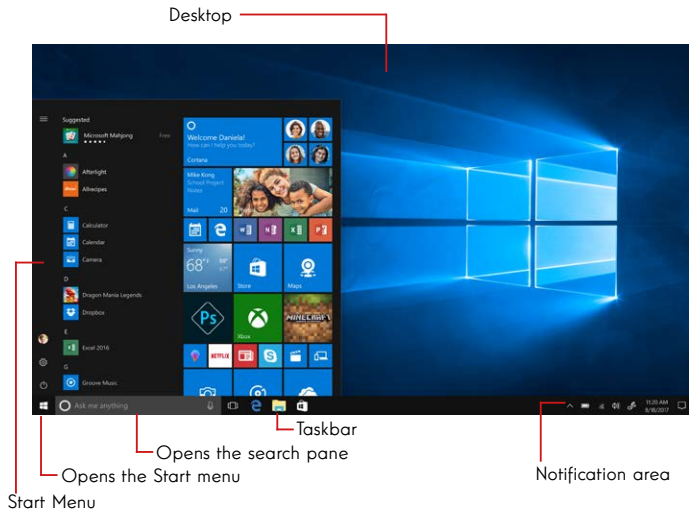 Desktop
Suggested
Microsoft Mahjong Free
A
Afterlight
Allrecipes
C
Calculator
Calendar
Camera
D
Dragon Mania Legends
Dropbox
E
Excel 2016
G
Groove Music
Welcome Daniela!
How can I help you today?
Cortana
Mike Kong
School Project
Notes
Mail 20
Sunny
68°F 88°
67°
Los Angeles
Store
Maps
Ps
Xbox
MINECRAFT
NETFLIX
Ask me anything
11:20 AM
8/18/2017
Taskbar
Opens the search pane
Opens the Start menu
Notification area
Start Menu